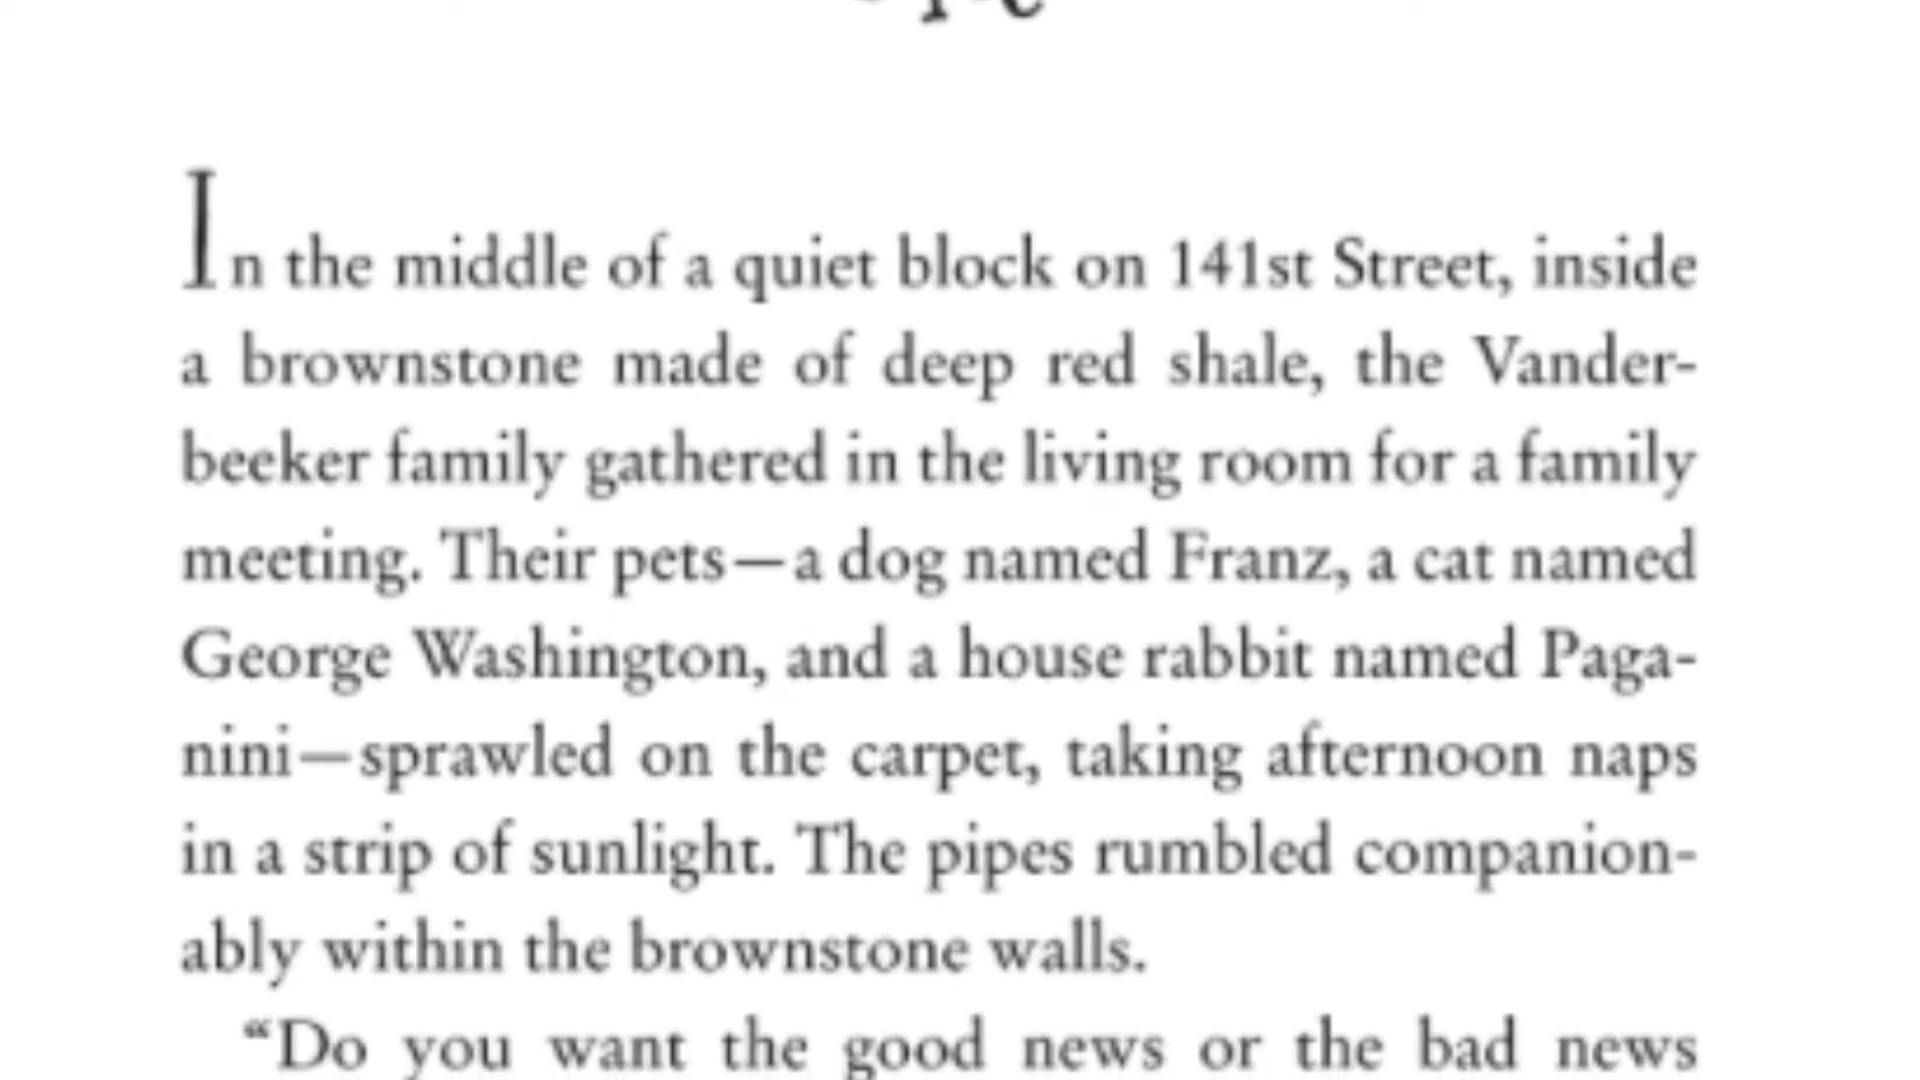 In the middle of a quiet block on 141st Street, inside
a brownstone made of deep red shale, the Vander-
beeker family gathered in the living room for a family
meeting. Their pets—a dog named Franz, a cat named
George Washington, and a house rabbit named Paga-
nini—sprawled on the carpet, taking afternoon naps
in a strip of sunlight. The pipes rumbled companion-
ably within the brownstone walls.
“Do you want the good news or the bad news